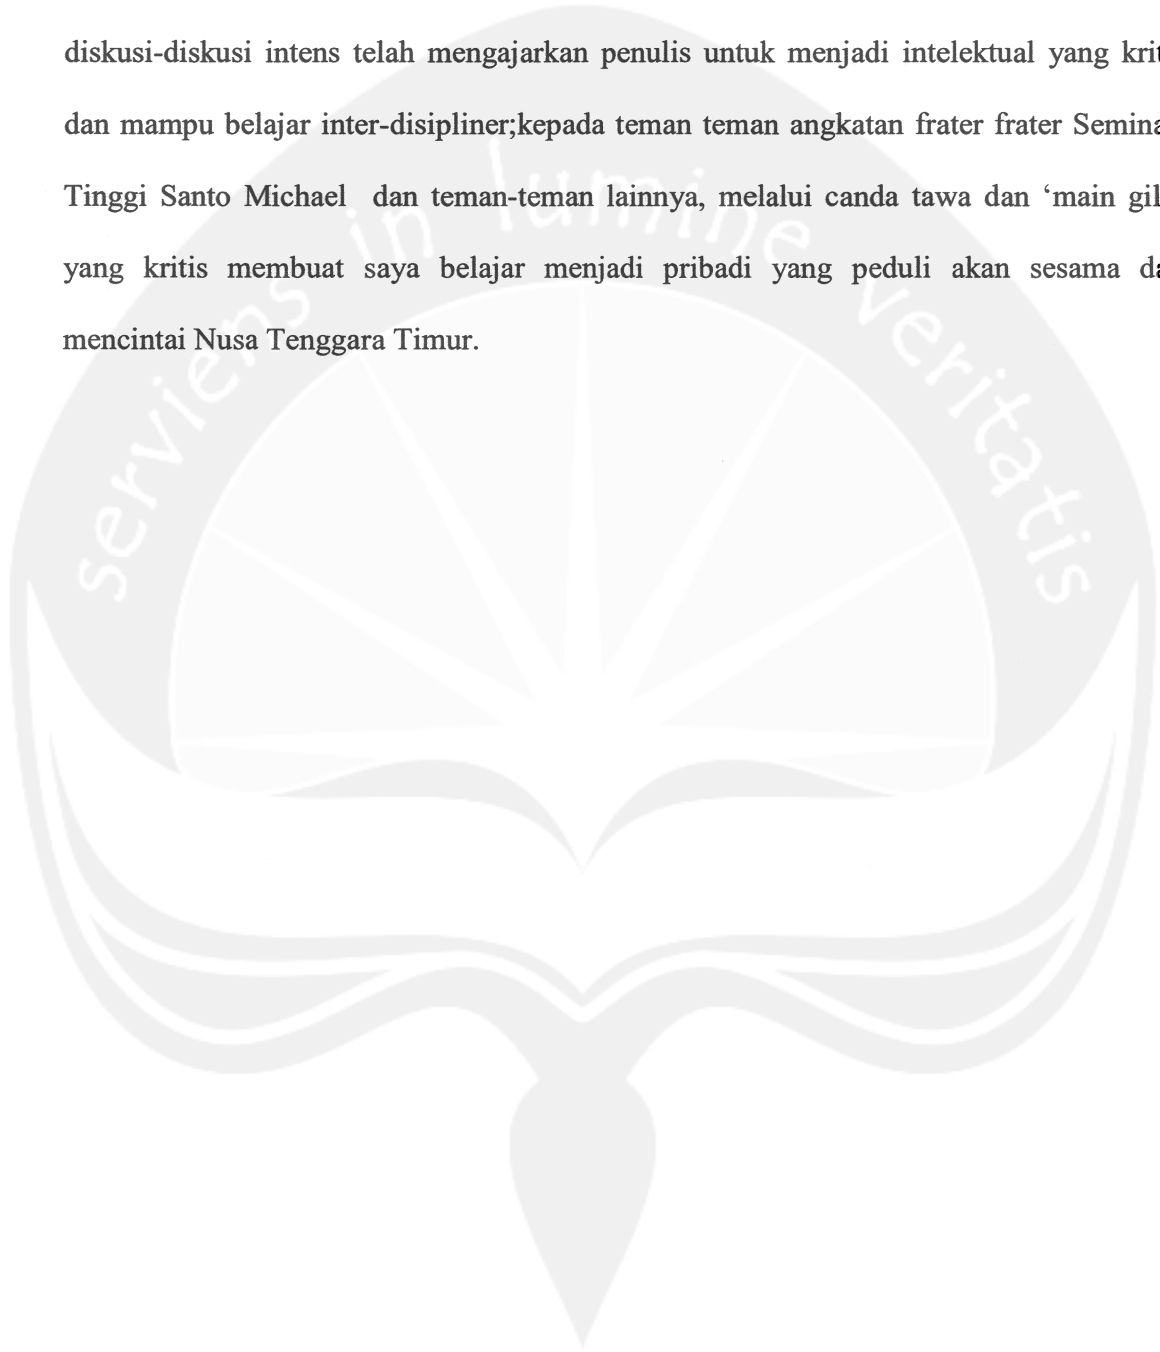 diskusi-diskusi intens telah mengajarkan penulis untuk menjadi intelektual yang krit
dan mampu belajar inter-disipliner;kepada teman teman angkatan frater frater Semina
Tinggi Santo Michael dan teman-teman lainnya, melalui canda tawa dan ‘main gil
yang kritis membuat saya belajar menjadi pribadi yang peduli akan sesama da
mencintai Nusa Tenggara Timur.
serviens in lumine veritatis